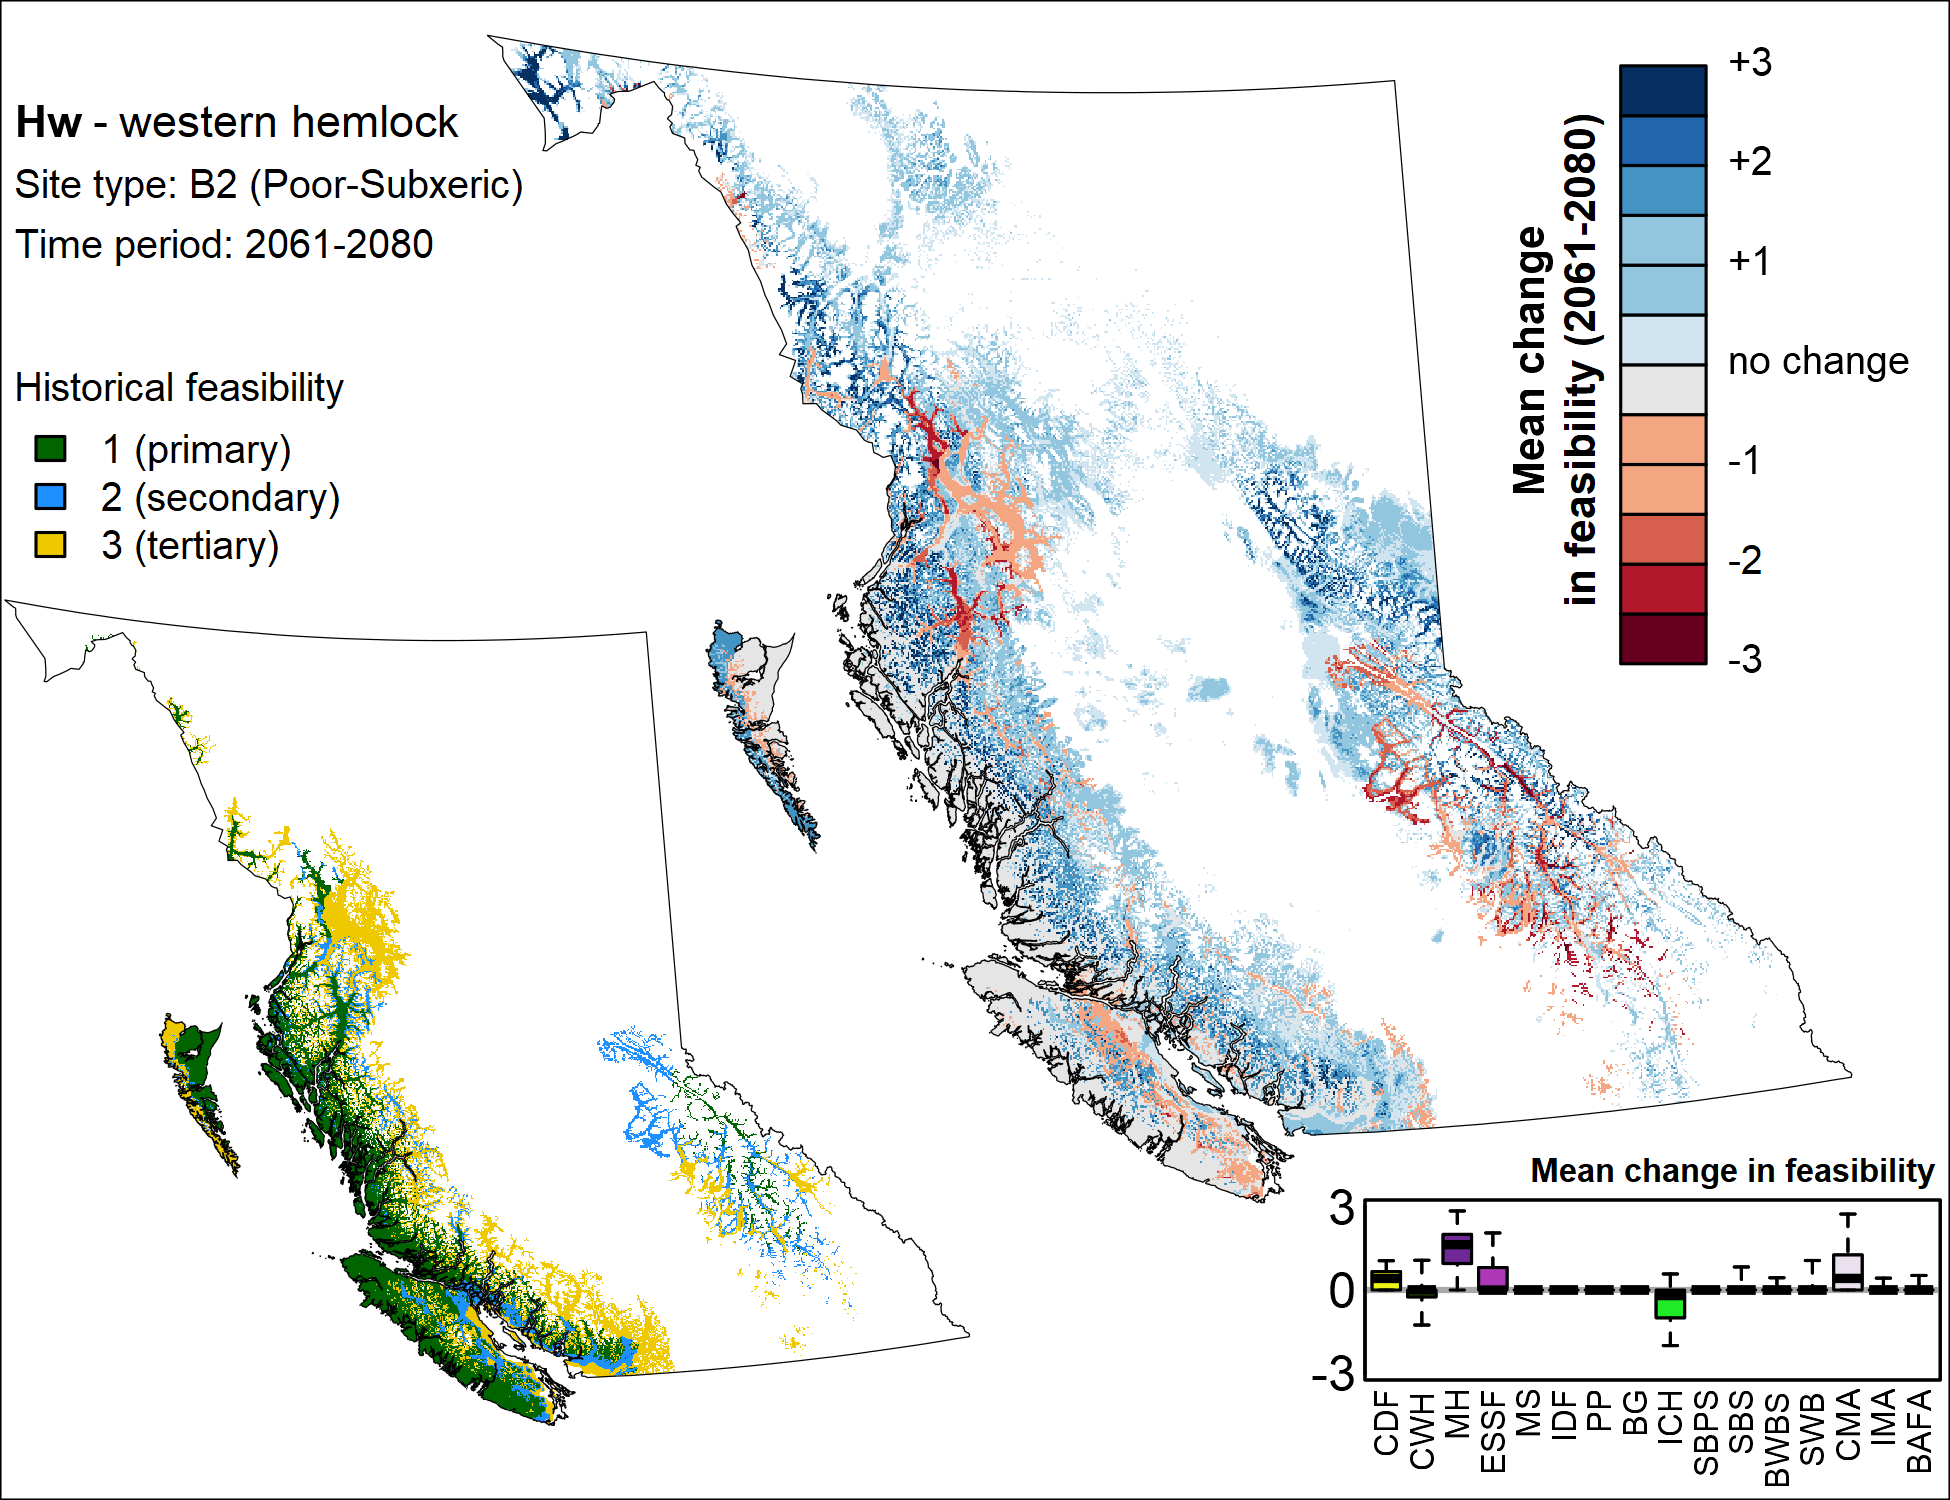 Hw - western hemlock
Site type: B2 (Poor-Subxeric)
Time period: 2061-2080
Historical feasibility
1 (primary)
2 (secondary)
3 (tertiary)
Mean change
in feasibility (2061-2080)
+3
+2
+1
no change
-1
-2
-3
Mean change in feasibility
3
0
-3
CDF
CWH
MH
ESSF
MS
IDF
PP
BG
ICH
SBPS
SBS
BWBS
SWB
CMA
IMA
BAFA